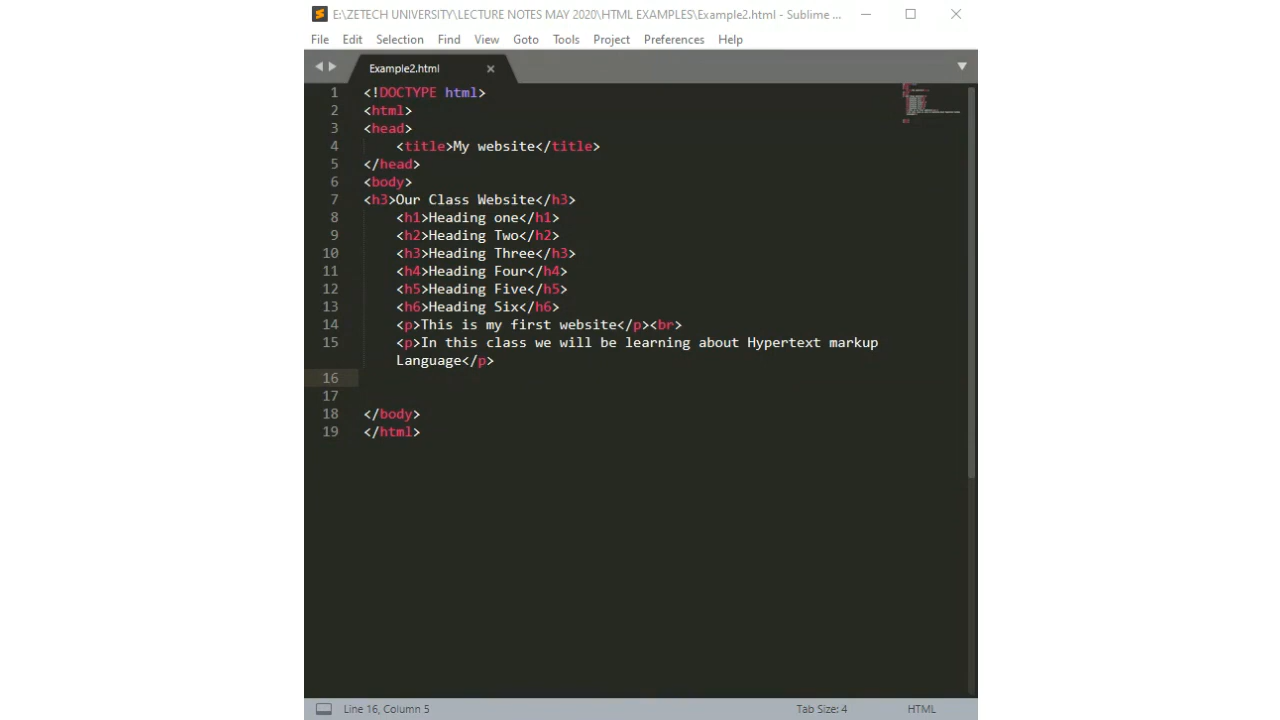 E:\ZETECH UNIVERSITY\LECTURE NOTES MAY 2020\HTML EXAMPLES\Example2.html - Sublime ...
File Edit Selection Find View Goto Tools Project Preferences Help
Example2.html
1 <!DOCTYPE html>
2 <html>
3 <head>
4 <title>My website</title>
5 </head>
6 <body>
7 <h3>Our Class Website</h3>
8 <h1>Heading one</h1>
9 <h2>Heading Two</h2>
10 <h3>Heading Three</h3>
11 <h4>Heading Four</h4>
12 <h5>Heading Five</h5>
13 <h6>Heading Six</h6>
14 <p>This is my first website</p><br>
15 <p>In this class we will be learning about Hypertext markup
Language</p>
16
17
18 </body>
19 </html>
Line 16, Column 5 Tab Size: 4 HTML